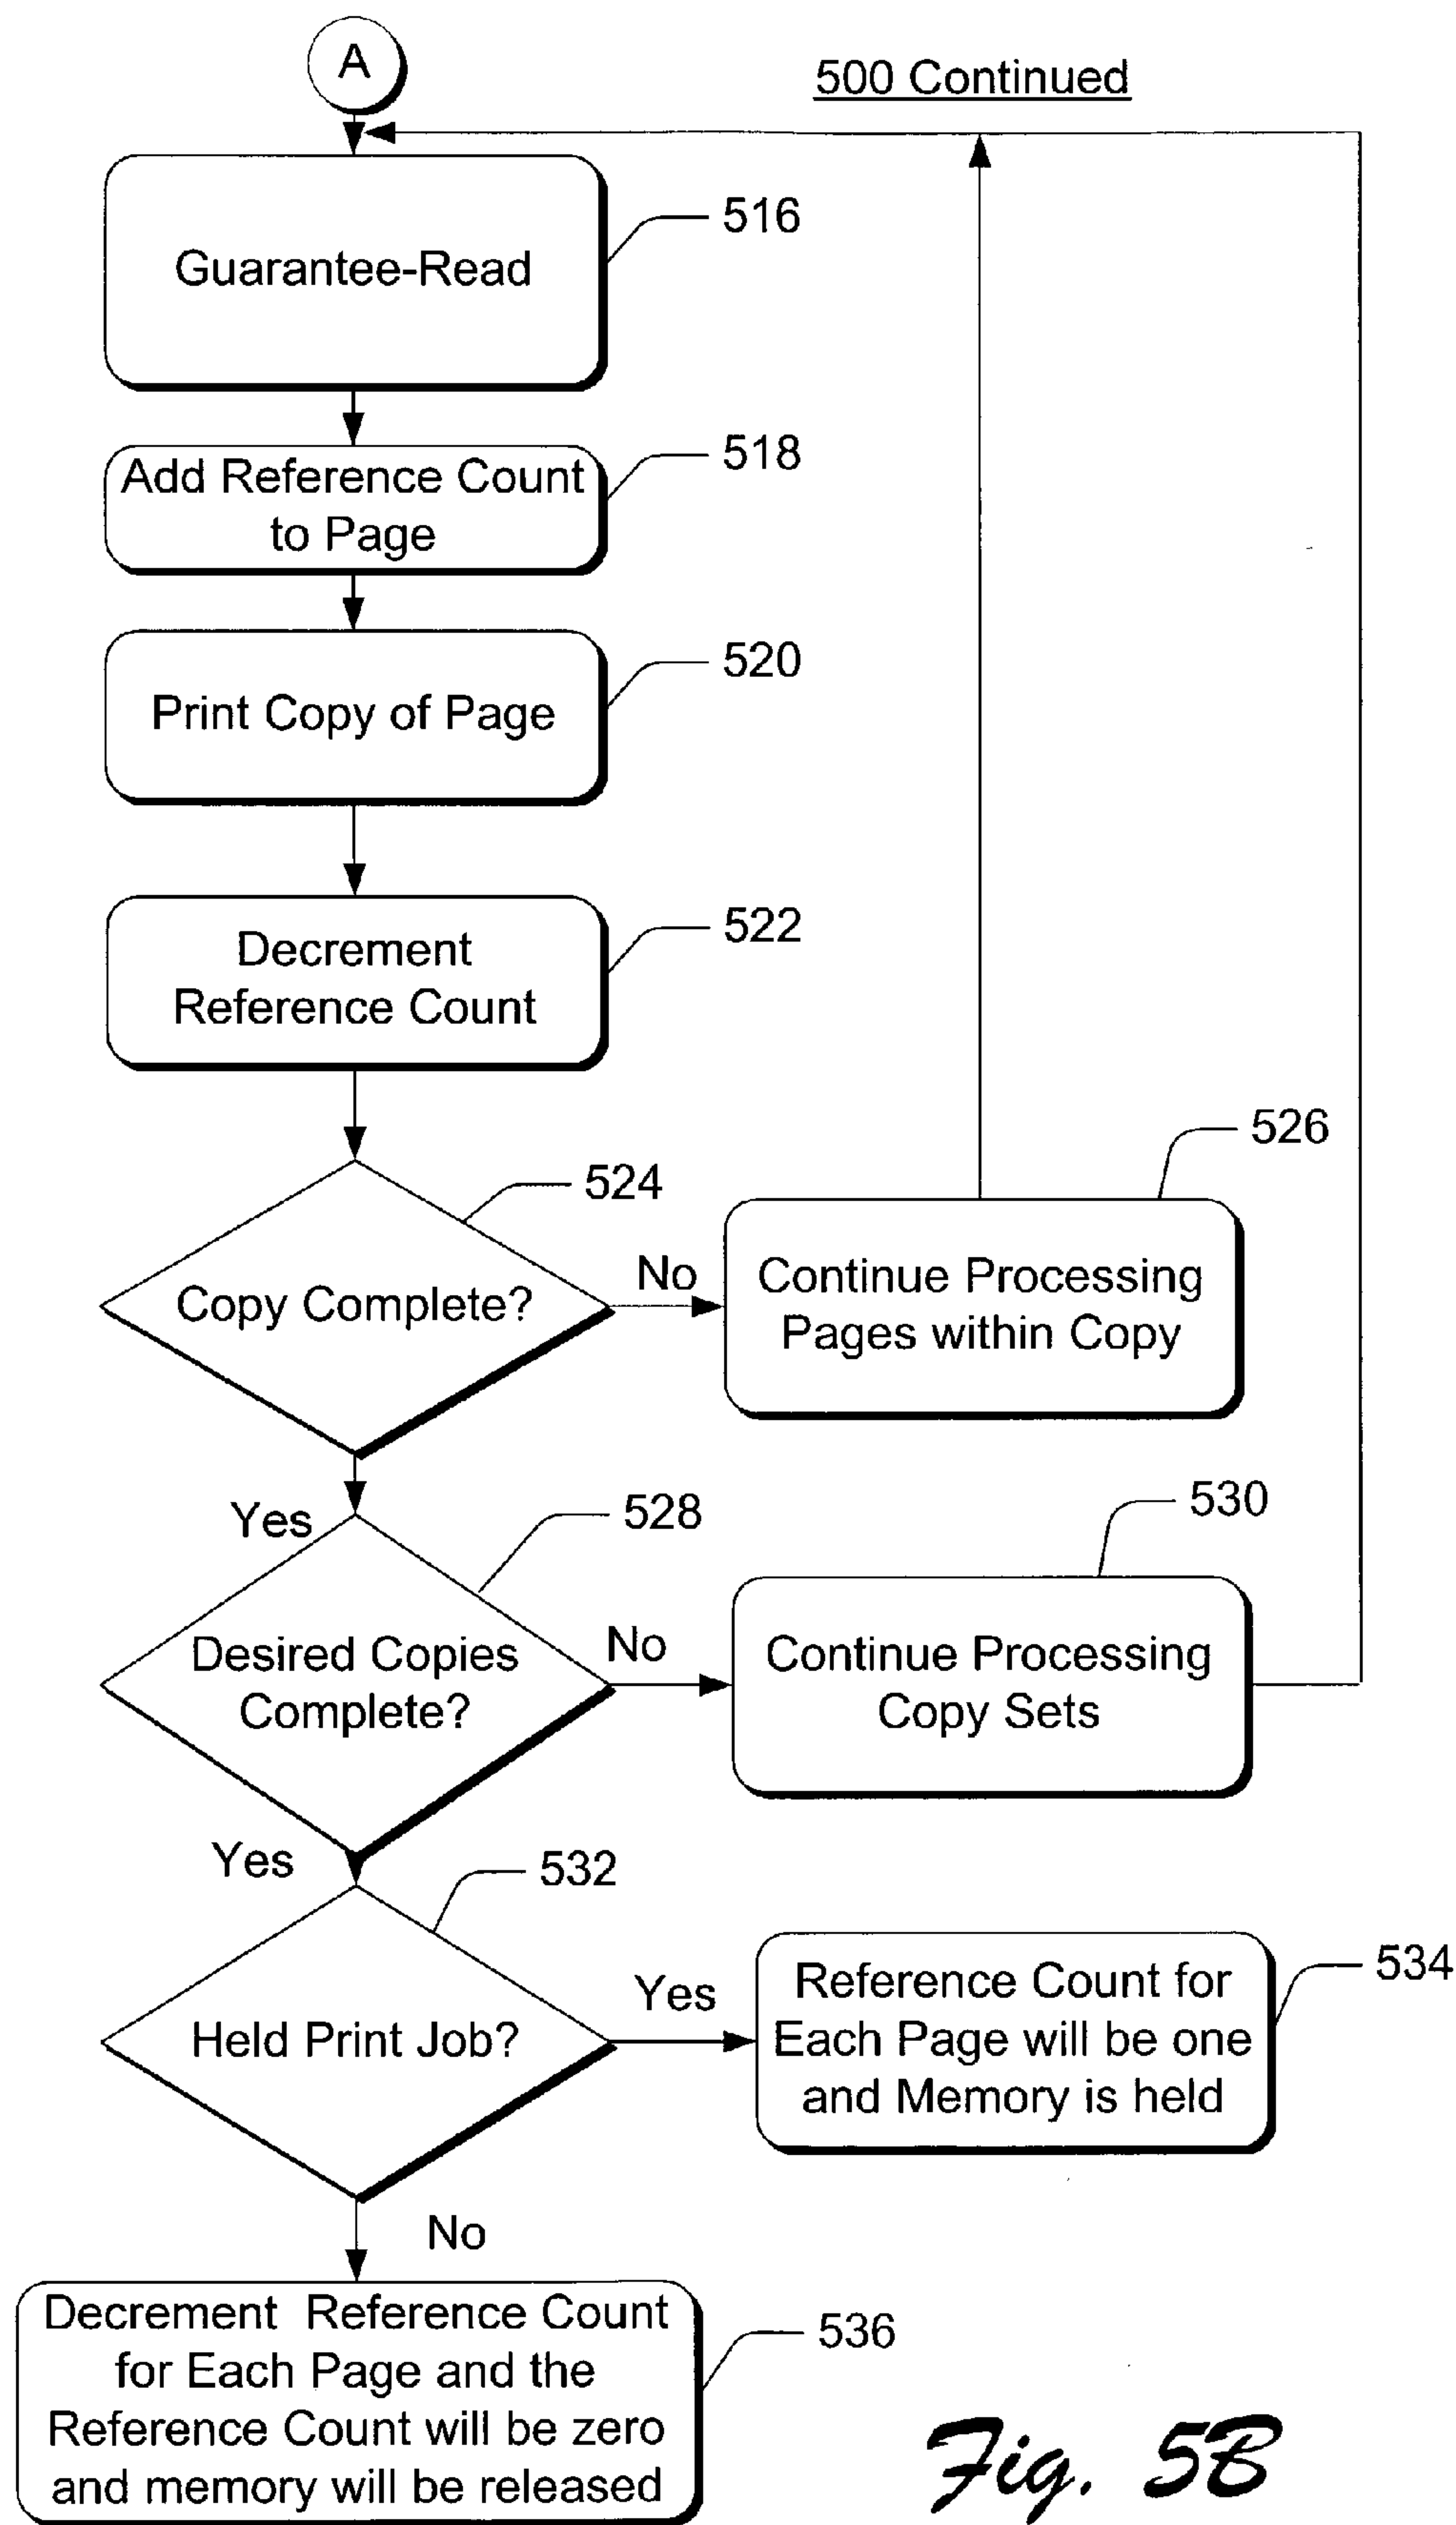 A
500 Continued
Guarantee-Read
516
Add Reference Count
to Page
518
Print Copy of Page
520
Decrement
Reference Count
522
Copy Complete?
524
No
Continue Processing
Pages within Copy
526
Yes
Desired Copies
Complete?
528
No
Continue Processing
Copy Sets
530
Yes
Held Print Job?
532
Yes
Reference Count for
Each Page will be one
and Memory is held
534
No
Decrement Reference Count
for Each Page and the
Reference Count will be zero
and memory will be released
536
Fig. 5B